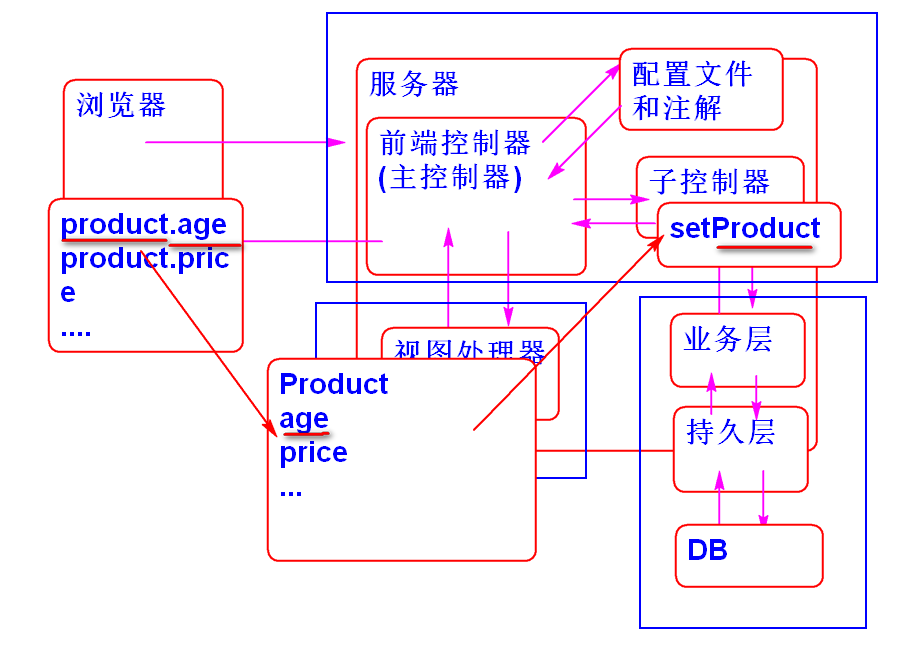 浏览器
product.age
product.pric
e
....
服务器
配置文件
和注解
前端控制器
(主控制器)
子控制器
setProduct
视图处理器
Product
age
price
...
业务层
持久层
DB